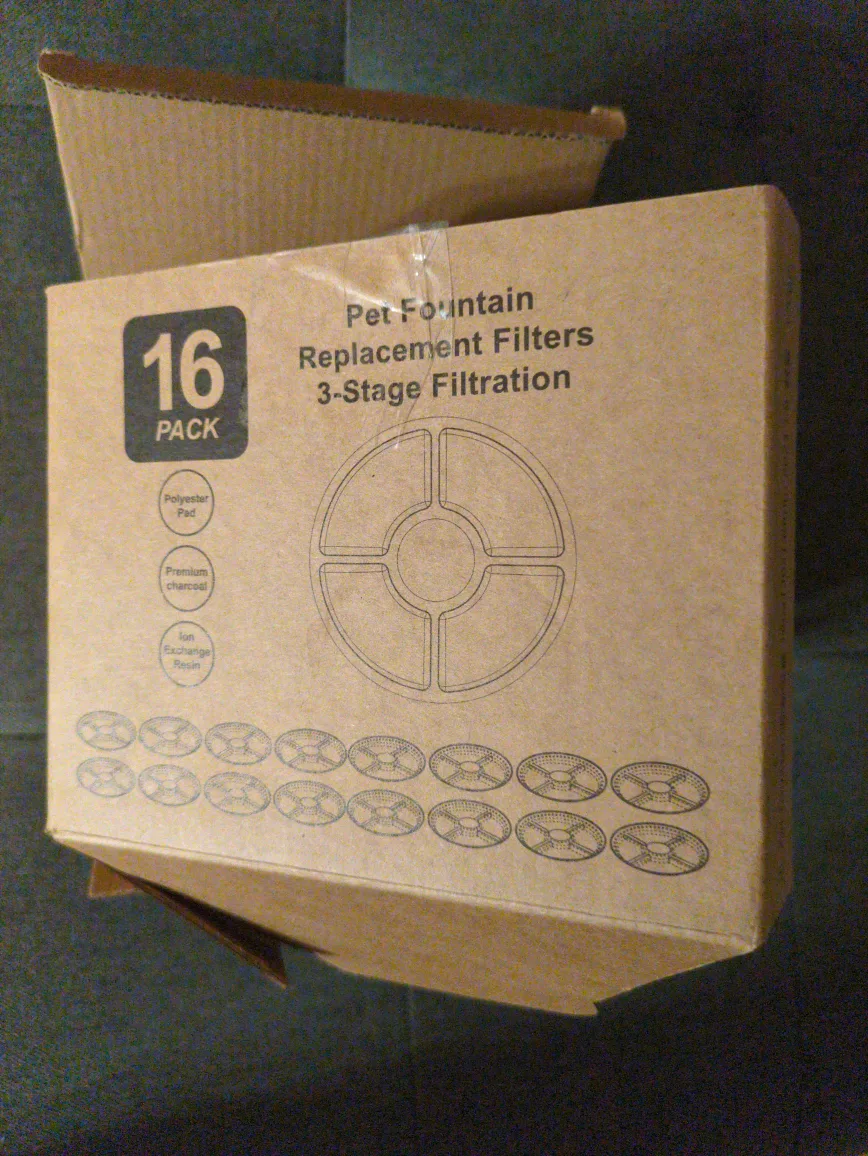 16
PACK
Pet Fountain
Replacement Filters
3-Stage Filtration
Polyester
Pad
Premium
charcoal
Ion
Exchange
Resin